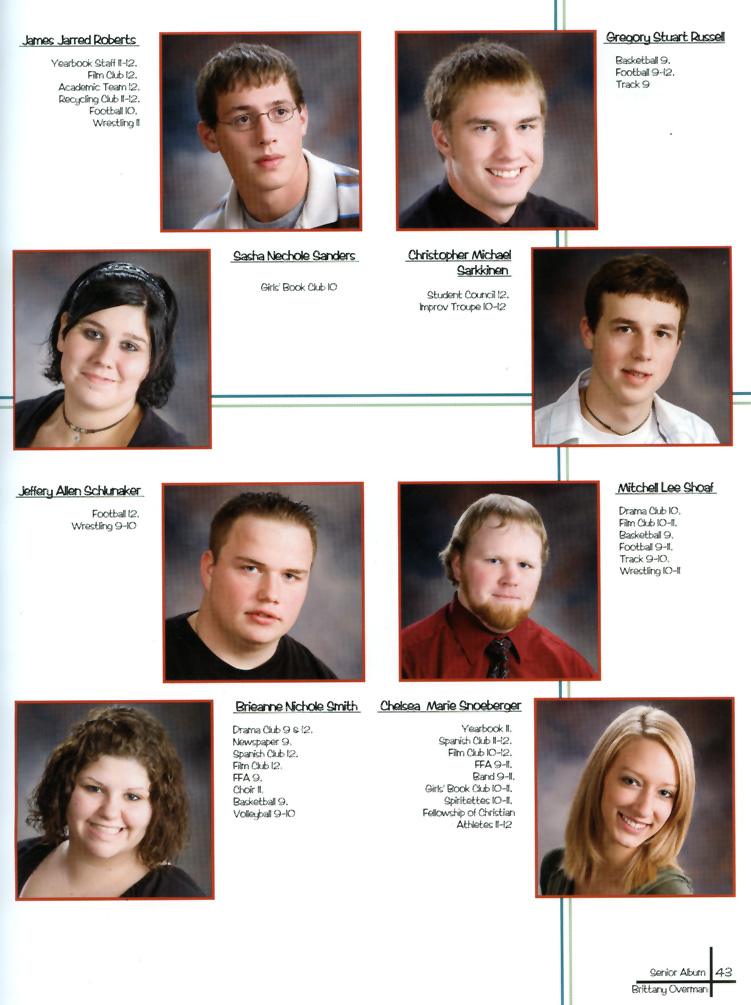 James Jarred Roberts
Yearbook Staff 11-12,
Film Club 12,
Academic Team 12,
Recycling Club 11-12,
Football 10,
Wrestling 11
Gregory Stuart Russell
Basketball 9,
Football 9-12,
Track 9
Sasha Nechole Sanders
Girls' Book Club 10
Christopher Michael
Sarkkinen
Student Council 12,
Improv Troupe 10-12
Jeffery Allen Schlunaker
Football 12,
Wrestling 9-10
Mitchell Lee Shoaf
Drama Club 10,
Film Club 10-11,
Basketball 9,
Football 9-11,
Track 9-10,
Wrestling 10-11
Brieanne Nichole Smith
Drama Club 9 & 12,
Newspaper 9,
Spanish Club 12,
Film Club 12,
FFA 9,
Choir 11,
Basketball 9,
Volleyball 9-10
Chelsea Marie Snoeberger
Yearbook 11,
Spanish Club 11-12,
Film Club 10-12,
FFA 9-11,
Band 9-11,
Girls' Book Club 10-11,
Spiritettes 10-11,
Fellowship of Christian
Athletes 11-12
Senior Album 43
Brittany Overman